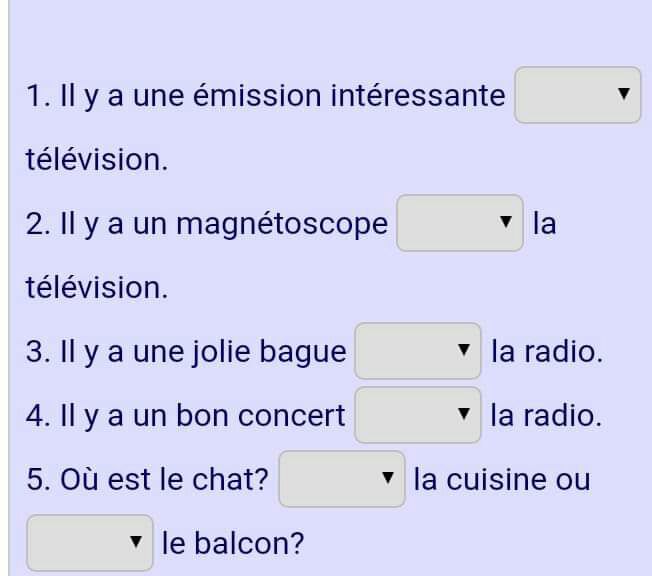 1. Il y a une émission intéressante
télévision.
2. Il y a un magnétoscope la
télévision.
3. Il y a une jolie bague la radio.
4. Il y a un bon concert la radio.
5. Où est le chat? la cuisine ou
le balcon?